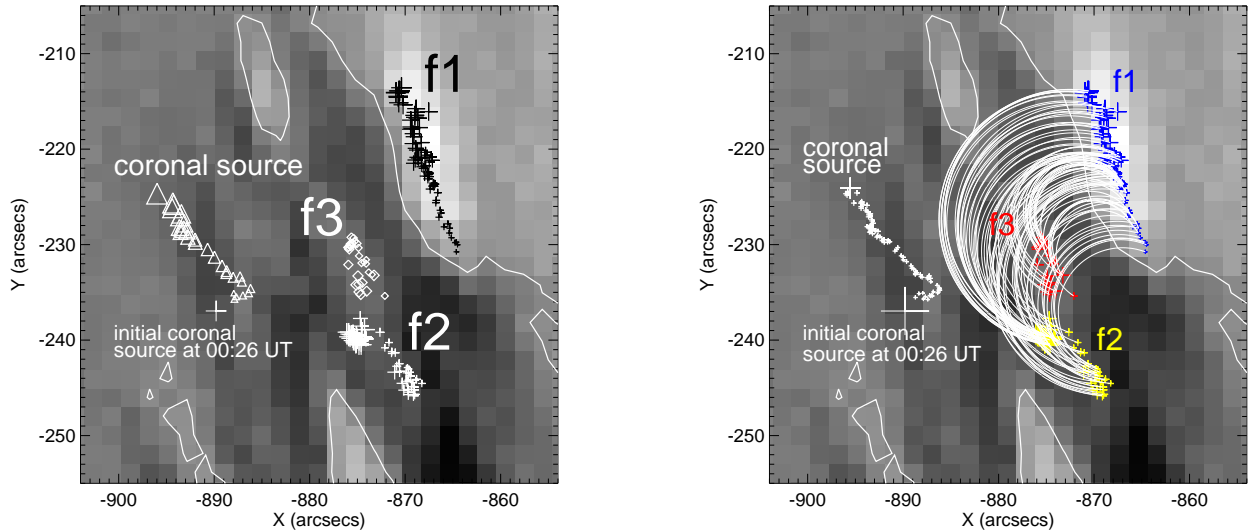 f1
coronal source
f3
f2
initial coronal
source at 00:26 UT
-210
-220
-230
-240
-250
Y (arcsecs)
-900
-890
-880
-870
-860
X (arcsecs)
f1
coronal
source
f3
f2
initial coronal
source at 00:26 UT
-210
-220
-230
-240
-250
Y (arcsecs)
-900
-890
-880
-870
-860
X (arcsecs)